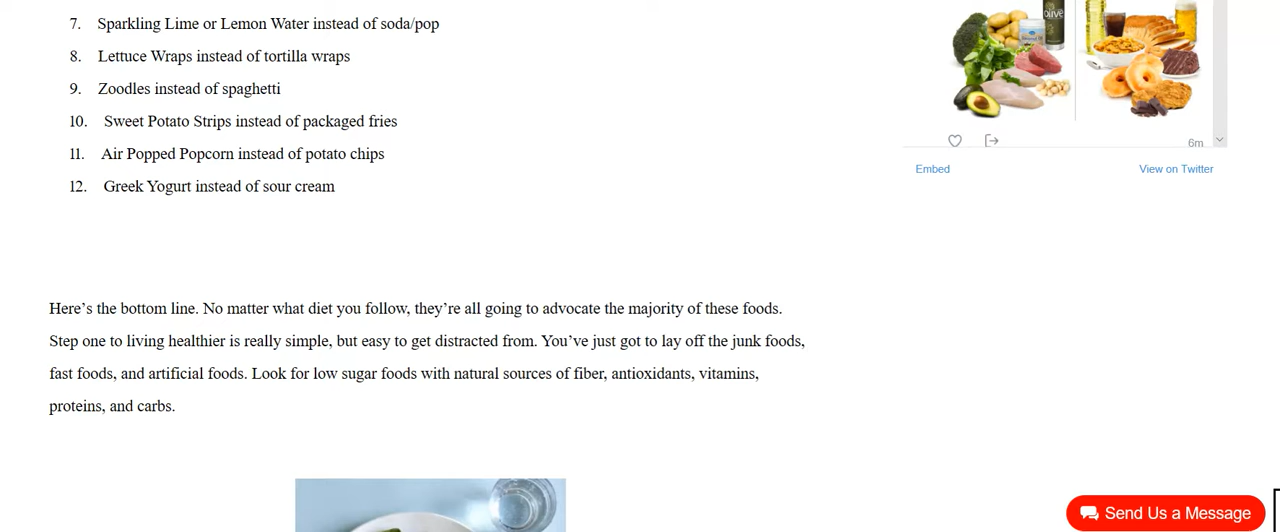 7. Sparkling Lime or Lemon Water instead of soda/pop
8. Lettuce Wraps instead of tortilla wraps
9. Zoodles instead of spaghetti
10. Sweet Potato Strips instead of packaged fries
11. Air Popped Popcorn instead of potato chips
12. Greek Yogurt instead of sour cream
Here’s the bottom line. No matter what diet you follow, they’re all going to advocate the majority of these foods.
Step one to living healthier is really simple, but easy to get distracted from. You’ve just got to lay off the junk foods,
fast foods, and artificial foods. Look for low sugar foods with natural sources of fiber, antioxidants, vitamins,
proteins, and carbs.
olive
6m
Embed
View on Twitter
Send Us a Message